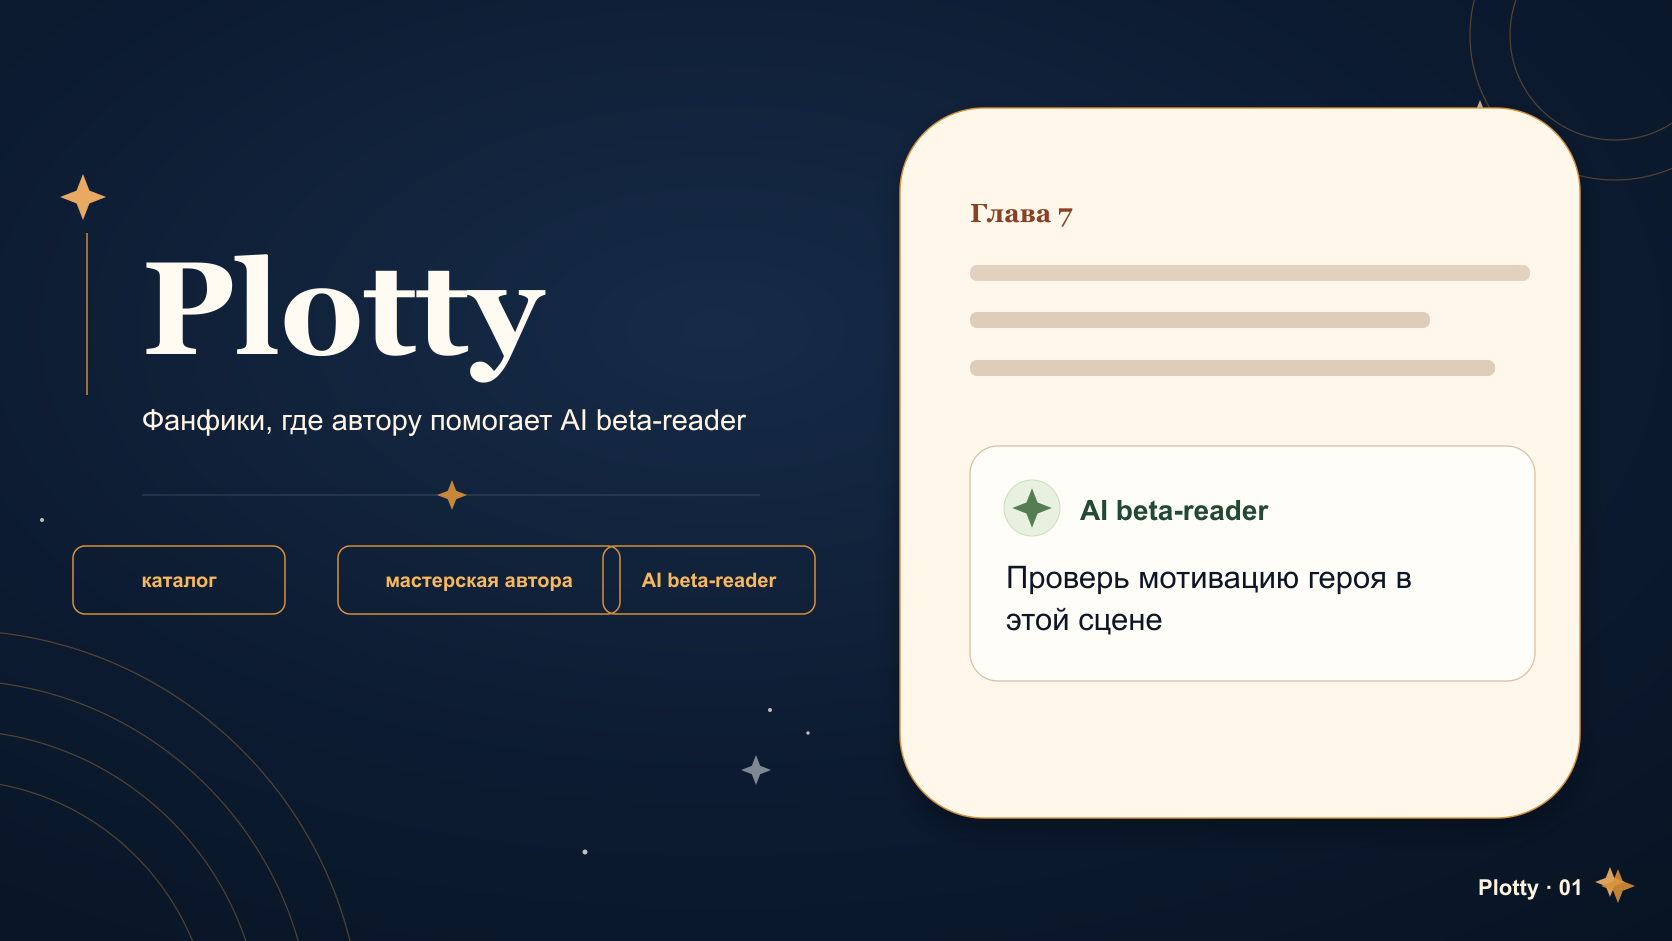 Plotty
Фанфики, где автору помогает AI beta-reader
каталог
мастерская автора
AI beta-reader
Глава 7
AI beta-reader
Проверь мотивацию героя в
этой сцене
Plotty · 01